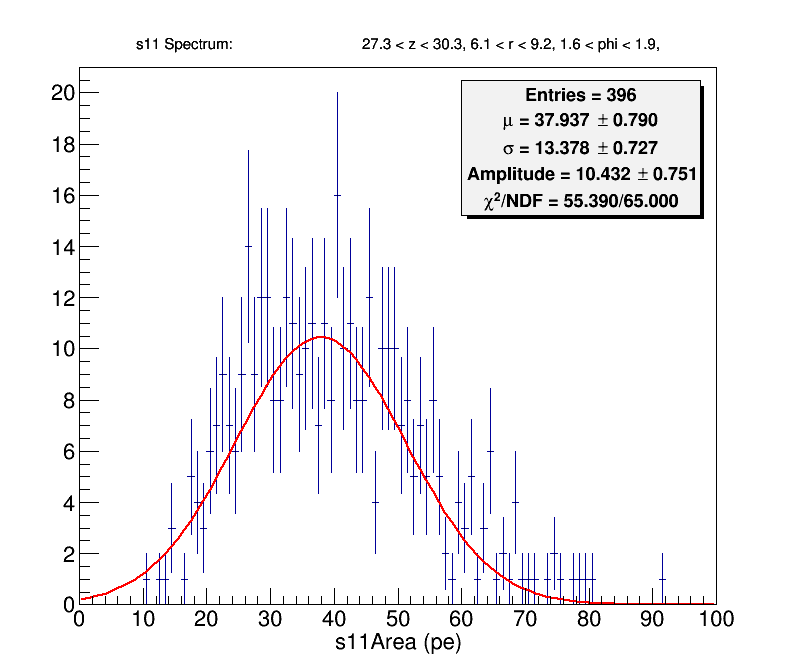 s11 Spectrum: 27.3 < z < 30.3, 6.1 < r < 9.2, 1.6 < phi < 1.9,
Entries = 396
μ = 37.937 ± 0.790
σ = 13.378 ± 0.727
Amplitude = 10.432 ± 0.751
χ²/NDF = 55.390/65.000
20
18
16
14
12
10
8
6
4
2
0
0 10 20 30 40 50 60 70 80 90 100
s11Area (pe)